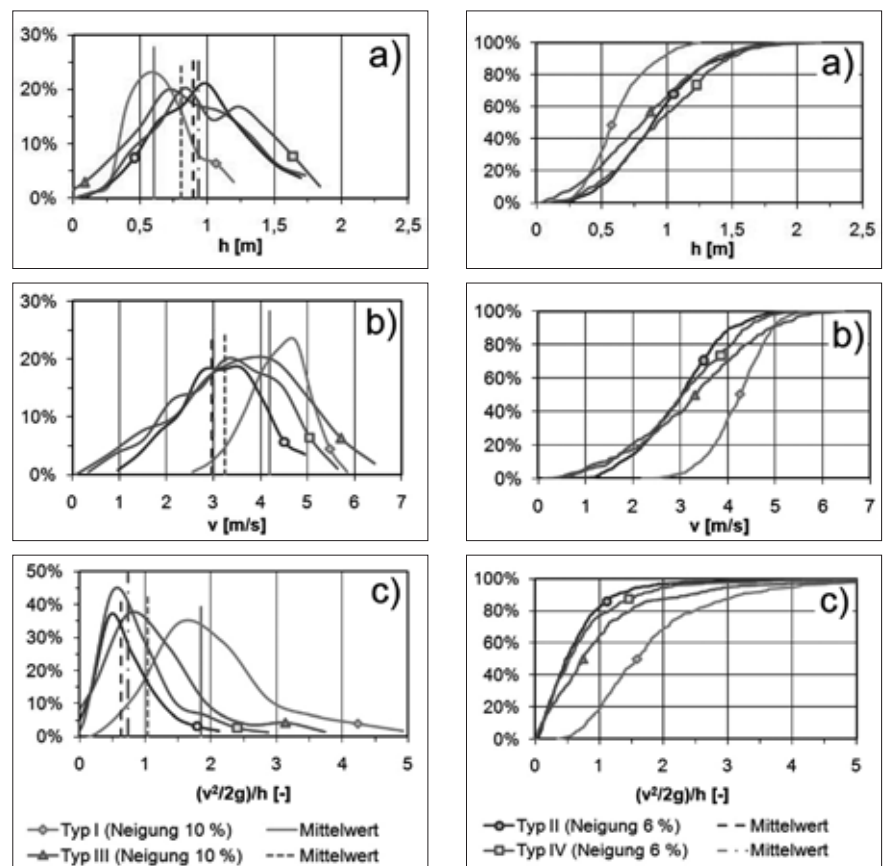 30%
20%
10%
0%
a)
0 0,5 1 1,5 2 2,5
h [m]
100%
80%
60%
40%
20%
0%
a)
0 0,5 1 1,5 2 2,5
h [m]
30%
20%
10%
0%
b)
0 1 2 3 4 5 6 7
v [m/s]
100%
80%
60%
40%
20%
0%
b)
0 1 2 3 4 5 6 7
v [m/s]
50%
40%
30%
20%
10%
0%
c)
0 1 2 3 4 5
(v²/2g)/h [-]
Typ I (Neigung 10 %) Mittelwert
Typ III (Neigung 10 %) Mittelwert
100%
80%
60%
40%
20%
0%
c)
0 1 2 3 4 5
(v²/2g)/h [-]
Typ II (Neigung 6 %) Mittelwert
Typ IV (Neigung 6 %) Mittelwert